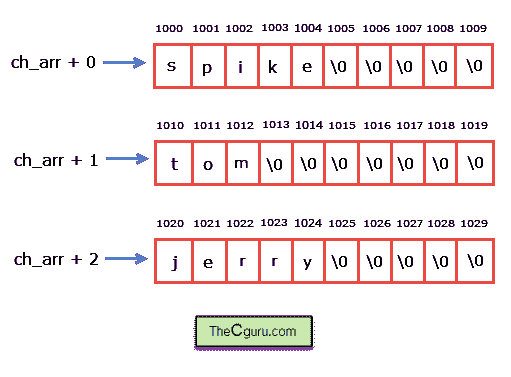 1000 1001 1002 1003 1004 1005 1006 1007 1008 1009
ch_arr + 0 s p i k e \0 \0 \0 \0 \0
1010 1011 1012 1013 1014 1015 1016 1017 1018 1019
ch_arr + 1 t o m \0 \0 \0 \0 \0 \0 \0
1020 1021 1022 1023 1024 1025 1026 1027 1028 1029
ch_arr + 2 j e r r y \0 \0 \0 \0 \0
TheCguru.com